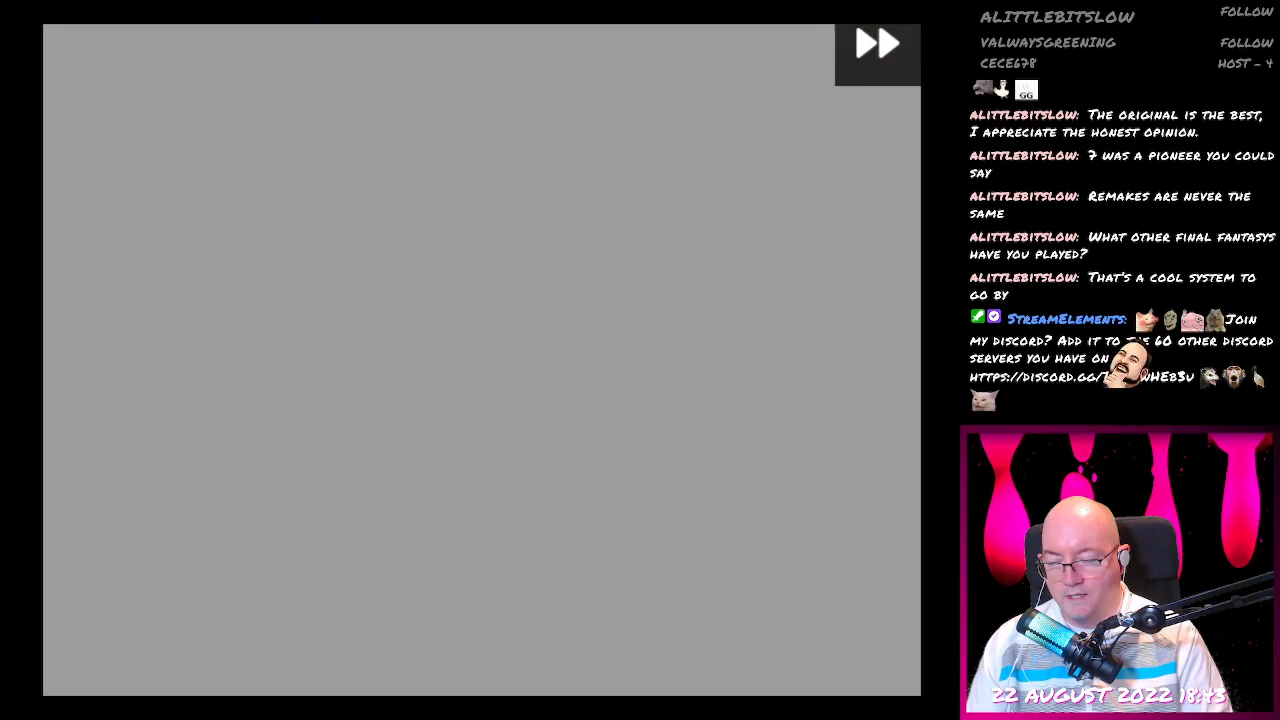 ALITTLEBITSLOW FOLLOW
VALWAYSGREENING FOLLOW
CECE678 HOST - 4
GG
ALITTLEBITSLOW: The original is the best,
I appreciate the honest opinion.
ALITTLEBITSLOW: 7 was a pioneer you could
say
ALITTLEBITSLOW: Remakes are never the
same
ALITTLEBITSLOW: What other final fantasys
have you played?
ALITTLEBITSLOW: That's a cool system to
go by
StreamElements: Join
my discord? Add it to the 60 other discord
servers you have on
https://discord.gg/
22 AUGUST 2022 18:43